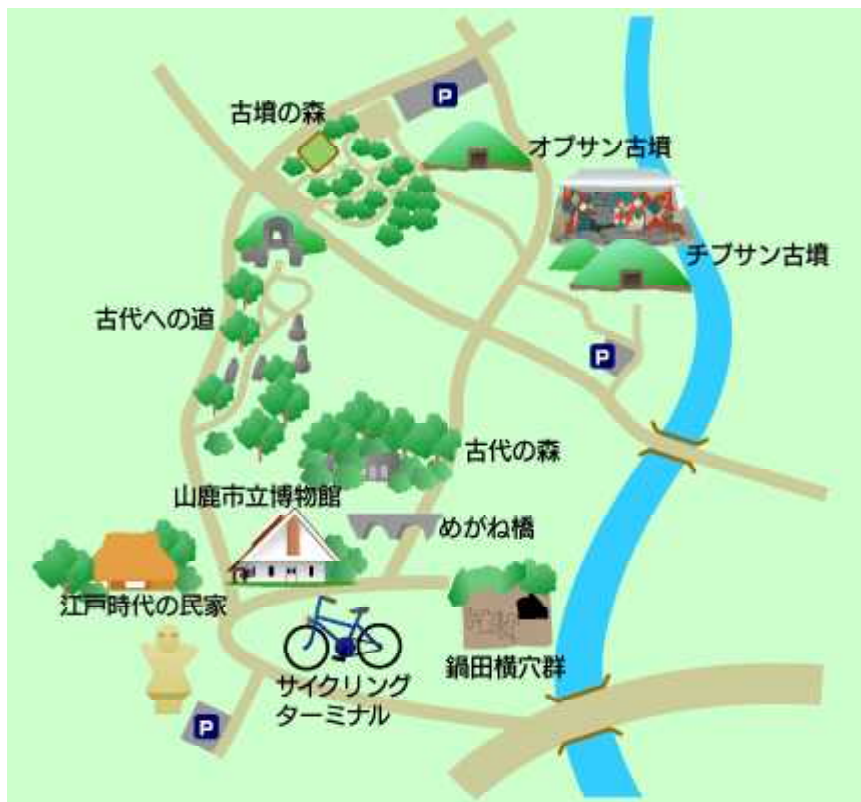 P
古墳の森
オブサン古墳
チブサン古墳
古代への道
P
古代の森
山鹿市立博物館
めがね橋
江戸時代の民家
鍋田横穴群
サイクリング
ターミナル
P